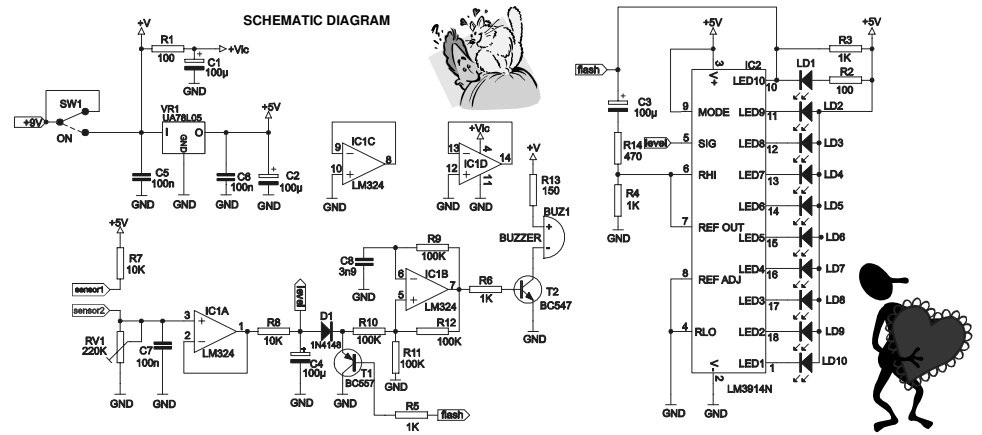 SCHEMATIC DIAGRAM
+V
R1
100
+Vlc
C1
100µ
GND
SW1
+9V
ON
VR1
UA78L05
I
O
GND
+5V
C5
100n
C6
100n
C2
100µ
GND
GND
GND
GND
9
10
8
IC1C
LM324
GND
+Vlc
13
12
4
11
14
IC1D
GND
GND
+V
R13
150
BUZ1
BUZZER
+
-
T2
BC547
GND
+5V
R7
10K
sensor1
sensor2
RV1
220K
C7
100n
GND
GND
3
2
1
IC1A
LM324
R8
10K
level
C4
100µ
GND
D1
1N4148
T1
BC557
GND
R10
100K
R11
100K
GND
C8
3n9
GND
R9
100K
6
5
7
IC1B
LM324
R12
100K
R6
1K
R5
1K
flash
flash
C3
100µ
R14
470
level
R4
1K
GND
+5V
3
V+
IC2
9
MODE
5
SIG
6
RHI
7
REF OUT
8
REF ADJ
4
RLO
V-
2
LM3914N
GND
GND
LED10
10
LED9
11
LED8
12
LED7
13
LED6
14
LED5
15
LED4
16
LED3
17
LED2
18
LED1
1
+5V
R3
1K
R2
100
LD1
LD2
LD3
LD4
LD5
LD6
LD7
LD8
LD9
LD10